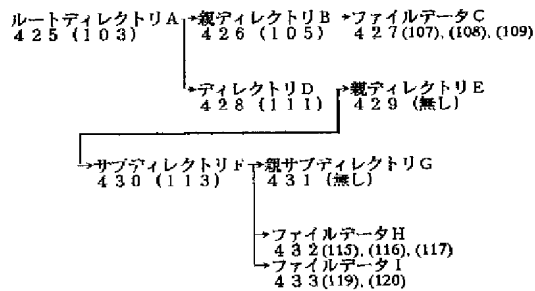 ルートディレクトリA 親ディレクトリB ファイルデータC
425 (103) 426 (105) 427(107), (108), (109)
ディレクトリD 親ディレクトリE
428 (111) 429 (無し)
サブディレクトリF 親サブディレクトリG
430 (113) 431 (無し)
ファイルデータH
432(115), (116), (117)
ファイルデータI
433(119), (120)